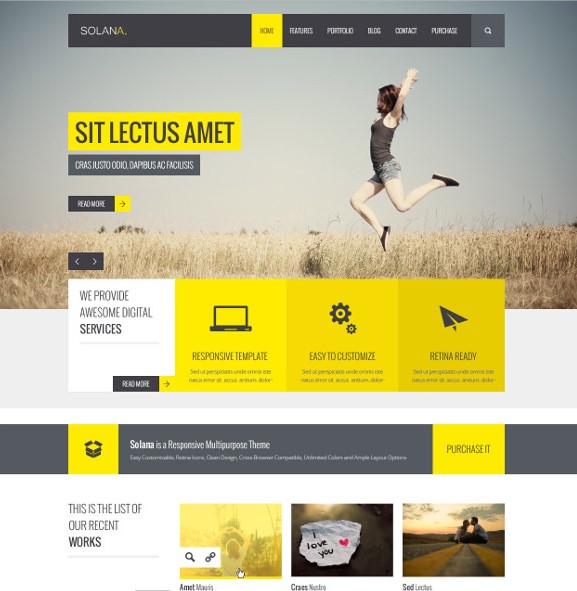 SOLANA.
HOME FEATURES PORTFOLIO BLOG CONTACT PURCHASE
SIT LECTUS AMET
CRAS JUSTO ODIO, DAPIBUS AC FACILISIS
READ MORE
WE PROVIDE
AWESOME DIGITAL
SERVICES
READ MORE
RESPONSIVE TEMPLATE
Sed ut perspiciatis unde omnis iste
natus error sit accus antium dolor-
EASY TO CUSTOMIZE
Sed ut perspiciatis unde omnis iste
natus error sit accus antium dolor-
RETINA READY
Sed ut perspiciatis unde omnis iste
natus error sit accus antium dolor-
Solana is a Responsive Multipurpose Theme
Easy Customizable, Retina Icons, Clean Design, Cross Browser Compatible, Unlimited Colors and Ample Layout Options
PURCHASE IT
THIS IS THE LIST OF
OUR RECENT
WORKS
I
love
you
Amet Mauris
Craes Nustra
Sed Lectus